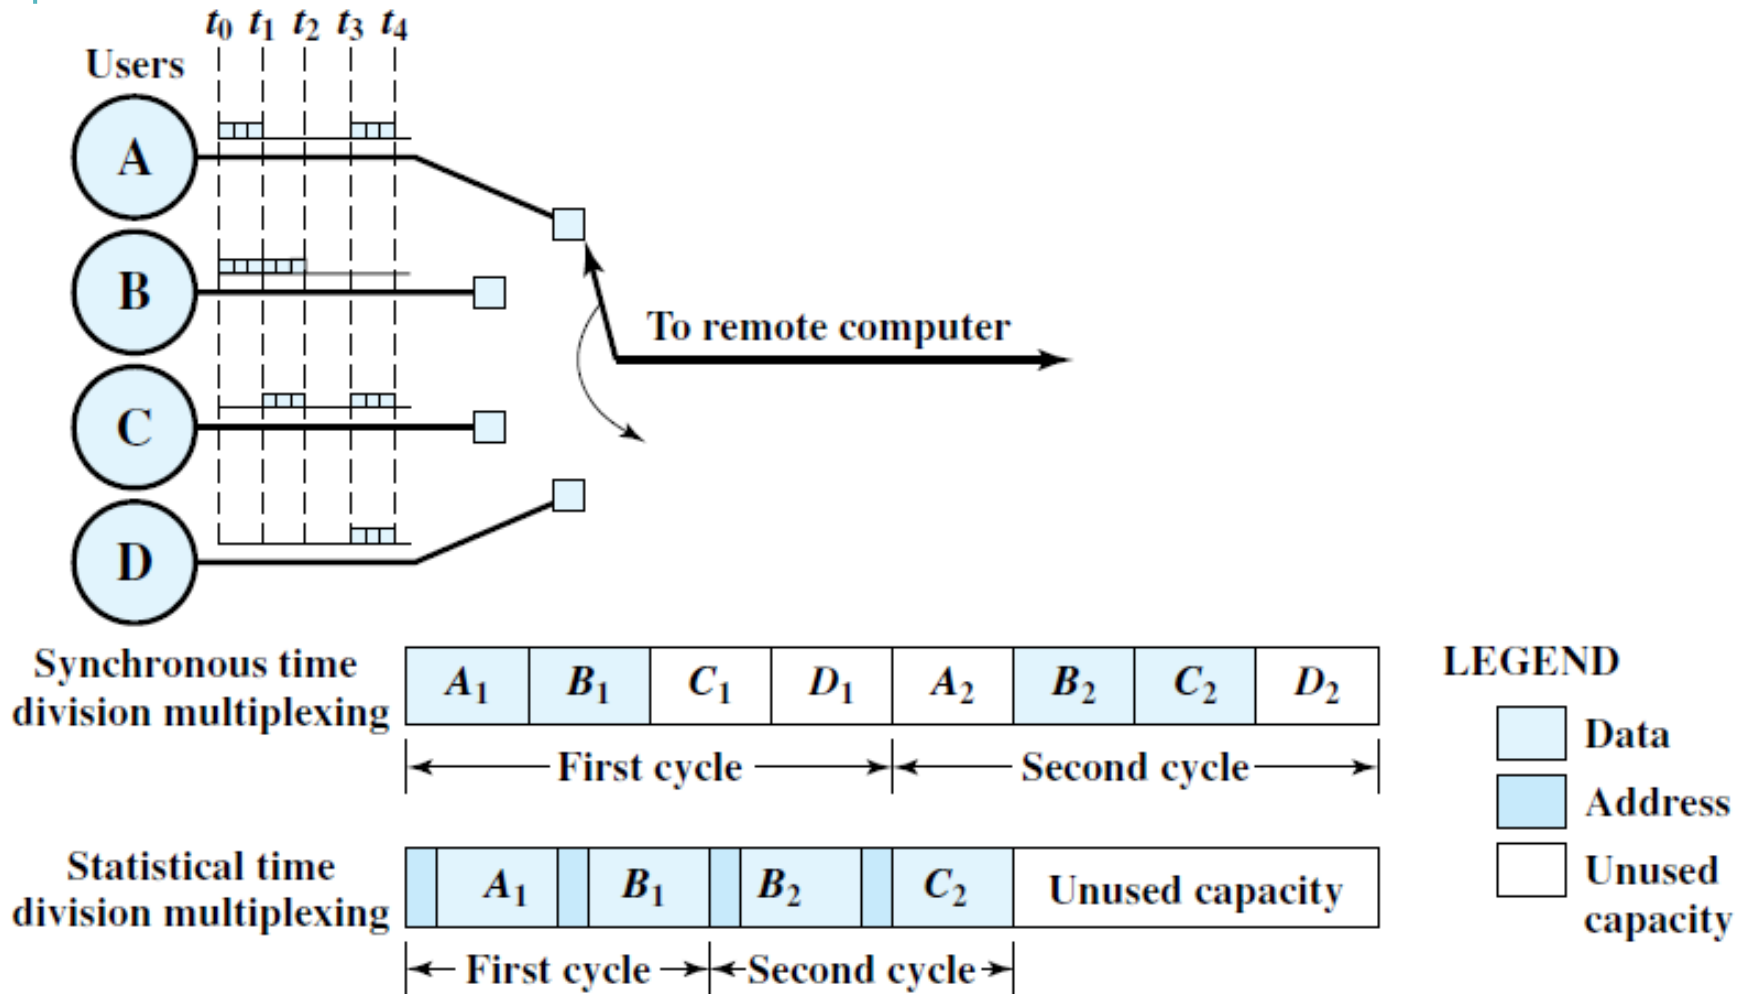 t0 t1 t2 t3 t4
Users
A
B
To remote computer
C
D
Synchronous time
division multiplexing
A1 B1 C1 D1 A2 B2 C2 D2
First cycle Second cycle
Statistical time
division multiplexing
A1 B1 B2 C2 Unused capacity
First cycle Second cycle
LEGEND
Data
Address
Unused
capacity